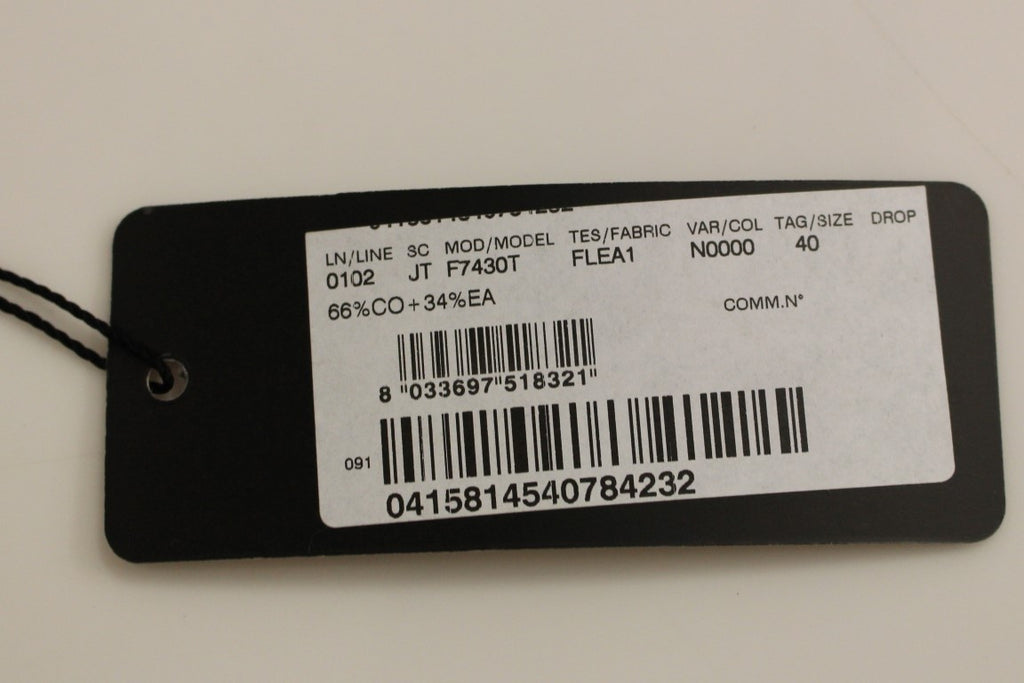 LN/LINE SC MOD/MODEL TES/FABRIC VAR/COL TAG/SIZE DROP
0102 JT F7430T FLEA1 N0000 40
66%CO+34%EA COMM.N°
8 "033697"518321"
091
0415814540784232